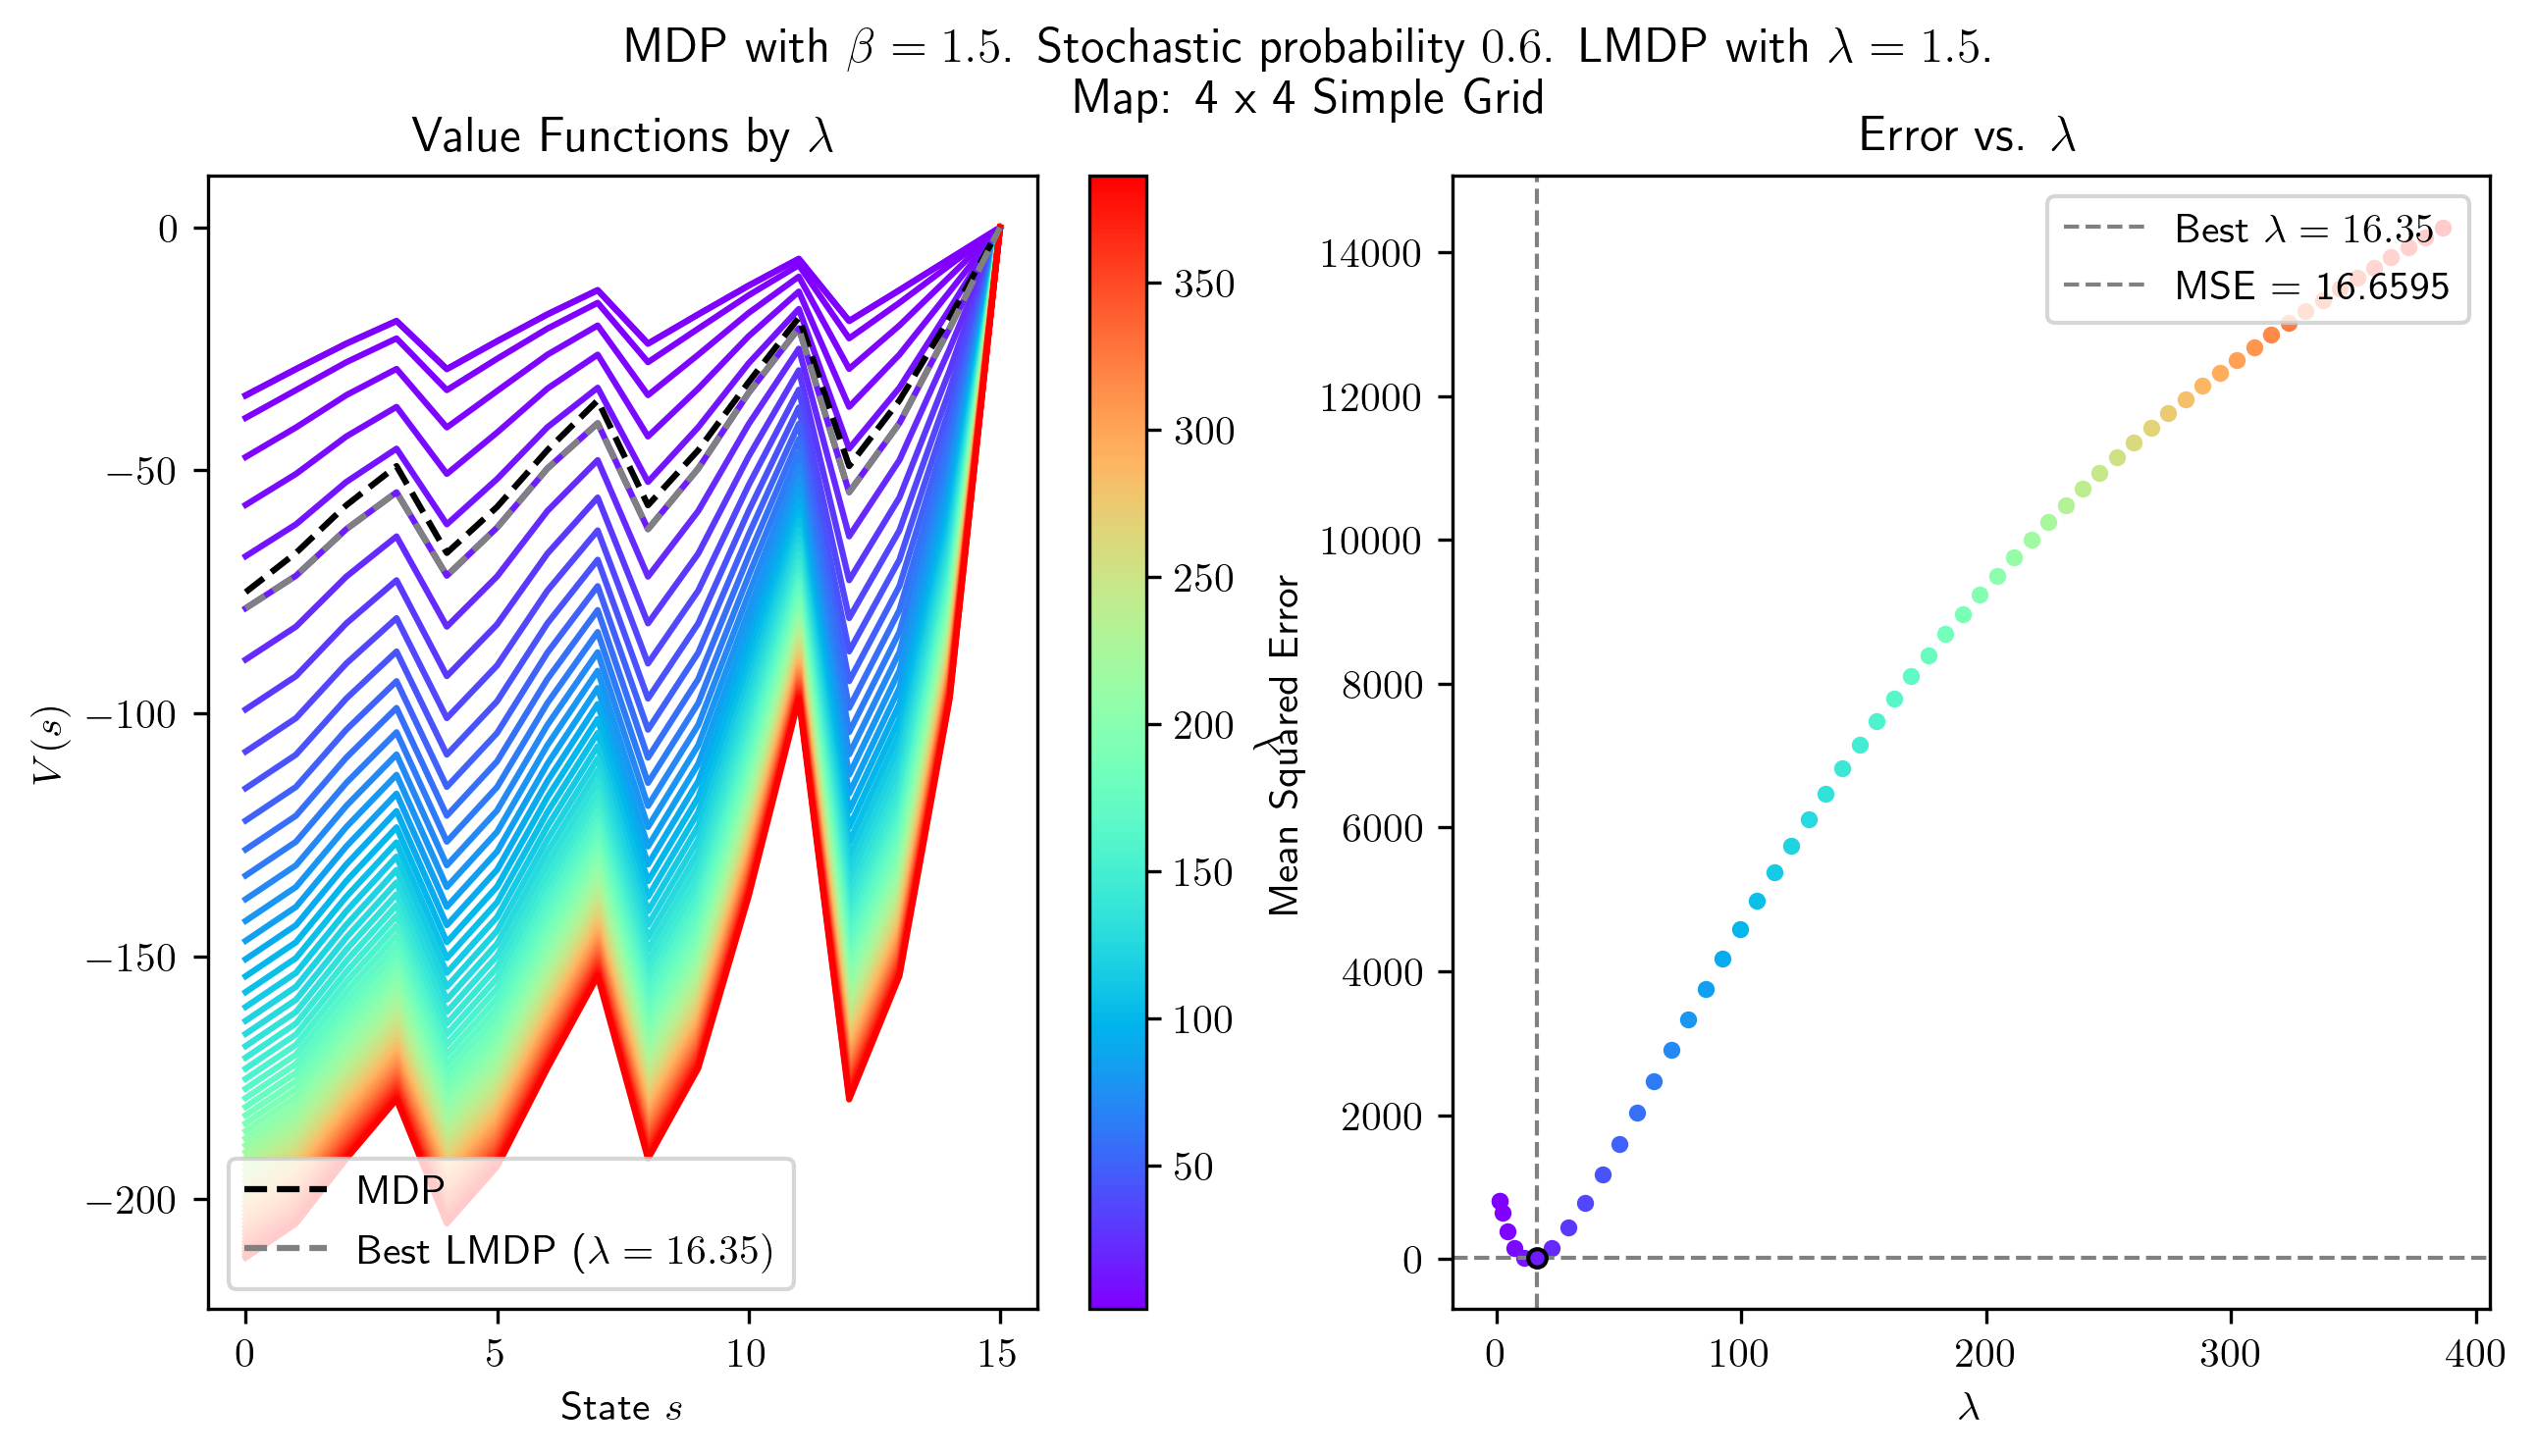 MDP with β = 1.5. Stochastic probability 0.6. LMDP with λ = 1.5.
Map: 4 x 4 Simple Grid
Value Functions by λ
0
−50
−100
−150
−200
V(s)
0
5
10
15
State s
MDP
Best LMDP (λ = 16.35)
350
300
250
200
150
100
50
λ
Error vs. λ
14000
12000
10000
8000
6000
4000
2000
0
Mean Squared Error
0
100
200
300
400
λ
Best λ = 16.35
MSE = 16.6595